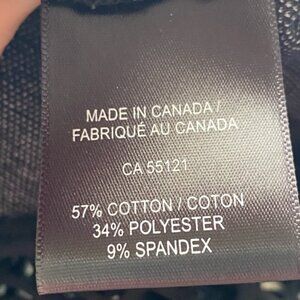 MADE IN CANADA /
FABRIQUÉ AU CANADA
CA 55121
57% COTTON / COTON
34% POLYESTER
9% SPANDEX